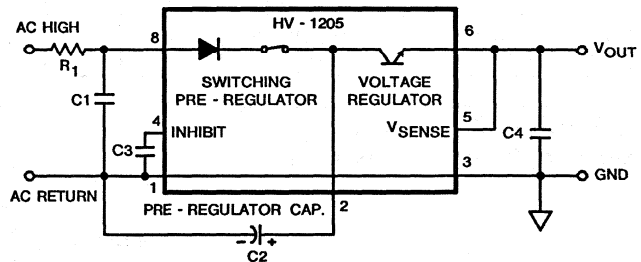 HV - 1205
AC HIGH
R1
8
6
VOUT
C1
SWITCHING
PRE - REGULATOR
VOLTAGE
REGULATOR
4
INHIBIT
5
VSENSE
C3
C4
AC RETURN
1
3
GND
PRE - REGULATOR CAP.
2
- +
C2